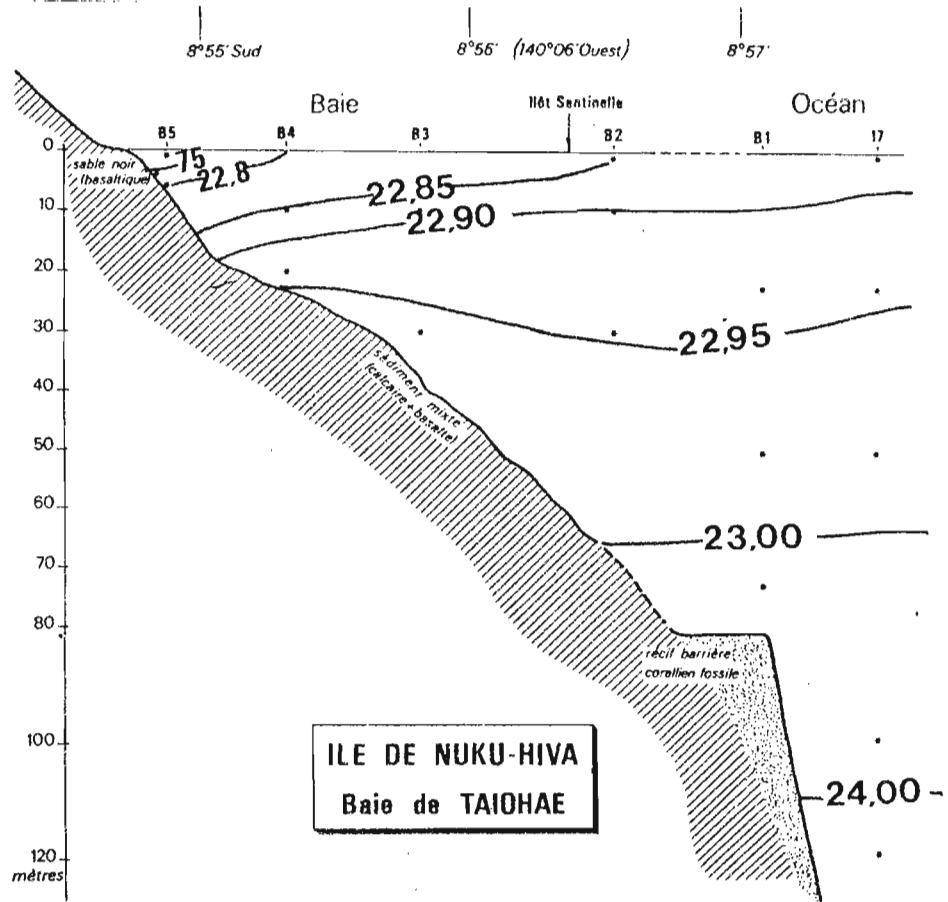 8°55' Sud
8°56' (140°06'Ouest)
8°57'
Baie
Ilôt Sentinelle
Océan
B5
B4
B3
B2
B1
17
0
10
20
30
40
50
60
70
80
100
120
mètres
sable noir
(basaltique)
75
22,8
22,85
22,90
22,95
sédiment mixte
(calcaire+basalte)
23,00
récif barrière
corallien fossile
24,00
ILE DE NUKU-HIVA
Baie de TAIOHAE